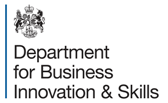 Department
for Business
Innovation & Skills